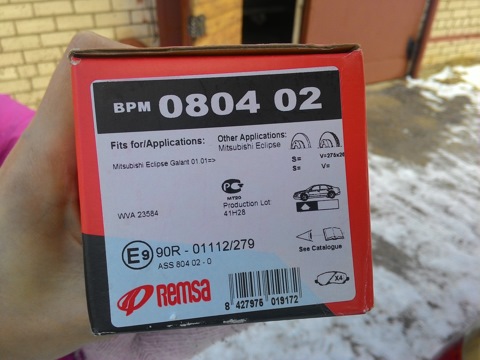 BPM 0804 02
Fits for/Applications:
Mitsubishi Eclipse Galant 01.01=>
Other Applications:
Mitsubishi Eclipse
S=
S=
V=
WVA 23584
Production Lot:
41H28
See Catalogue
E9 90R - 01112/279
ASS 804 02 - 0
REMSA
8 427975 019172
X4